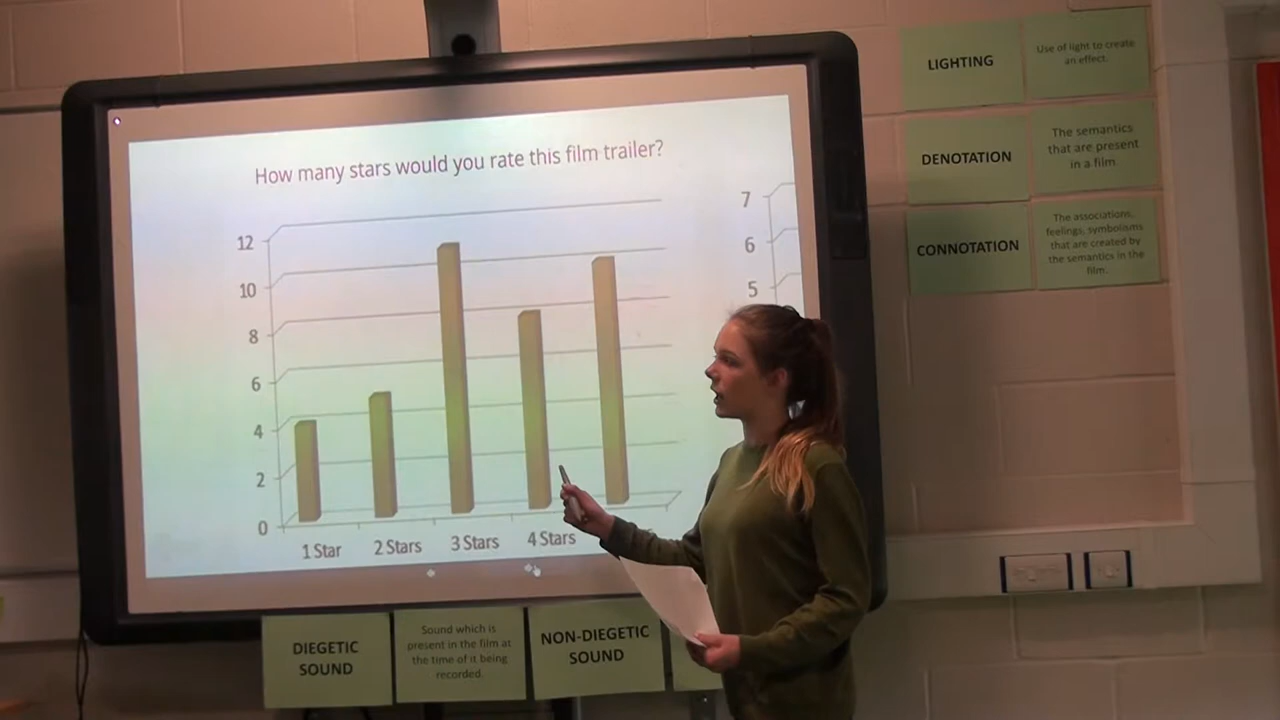 How many stars would you rate this film trailer?
12
10
8
6
4
2
0
1 Star
2 Stars
3 Stars
4 Stars
7
6
5
LIGHTING
Use of light to create
an effect.
DENOTATION
The semantics
that are present
in a film.
CONNOTATION
The associations,
feelings, symbolisms
that are created by
the semantics in the
film.
DIEGETIC
SOUND
Sound which is
present in the film at
the time of it being
recorded.
NON-DIEGETIC
SOUND